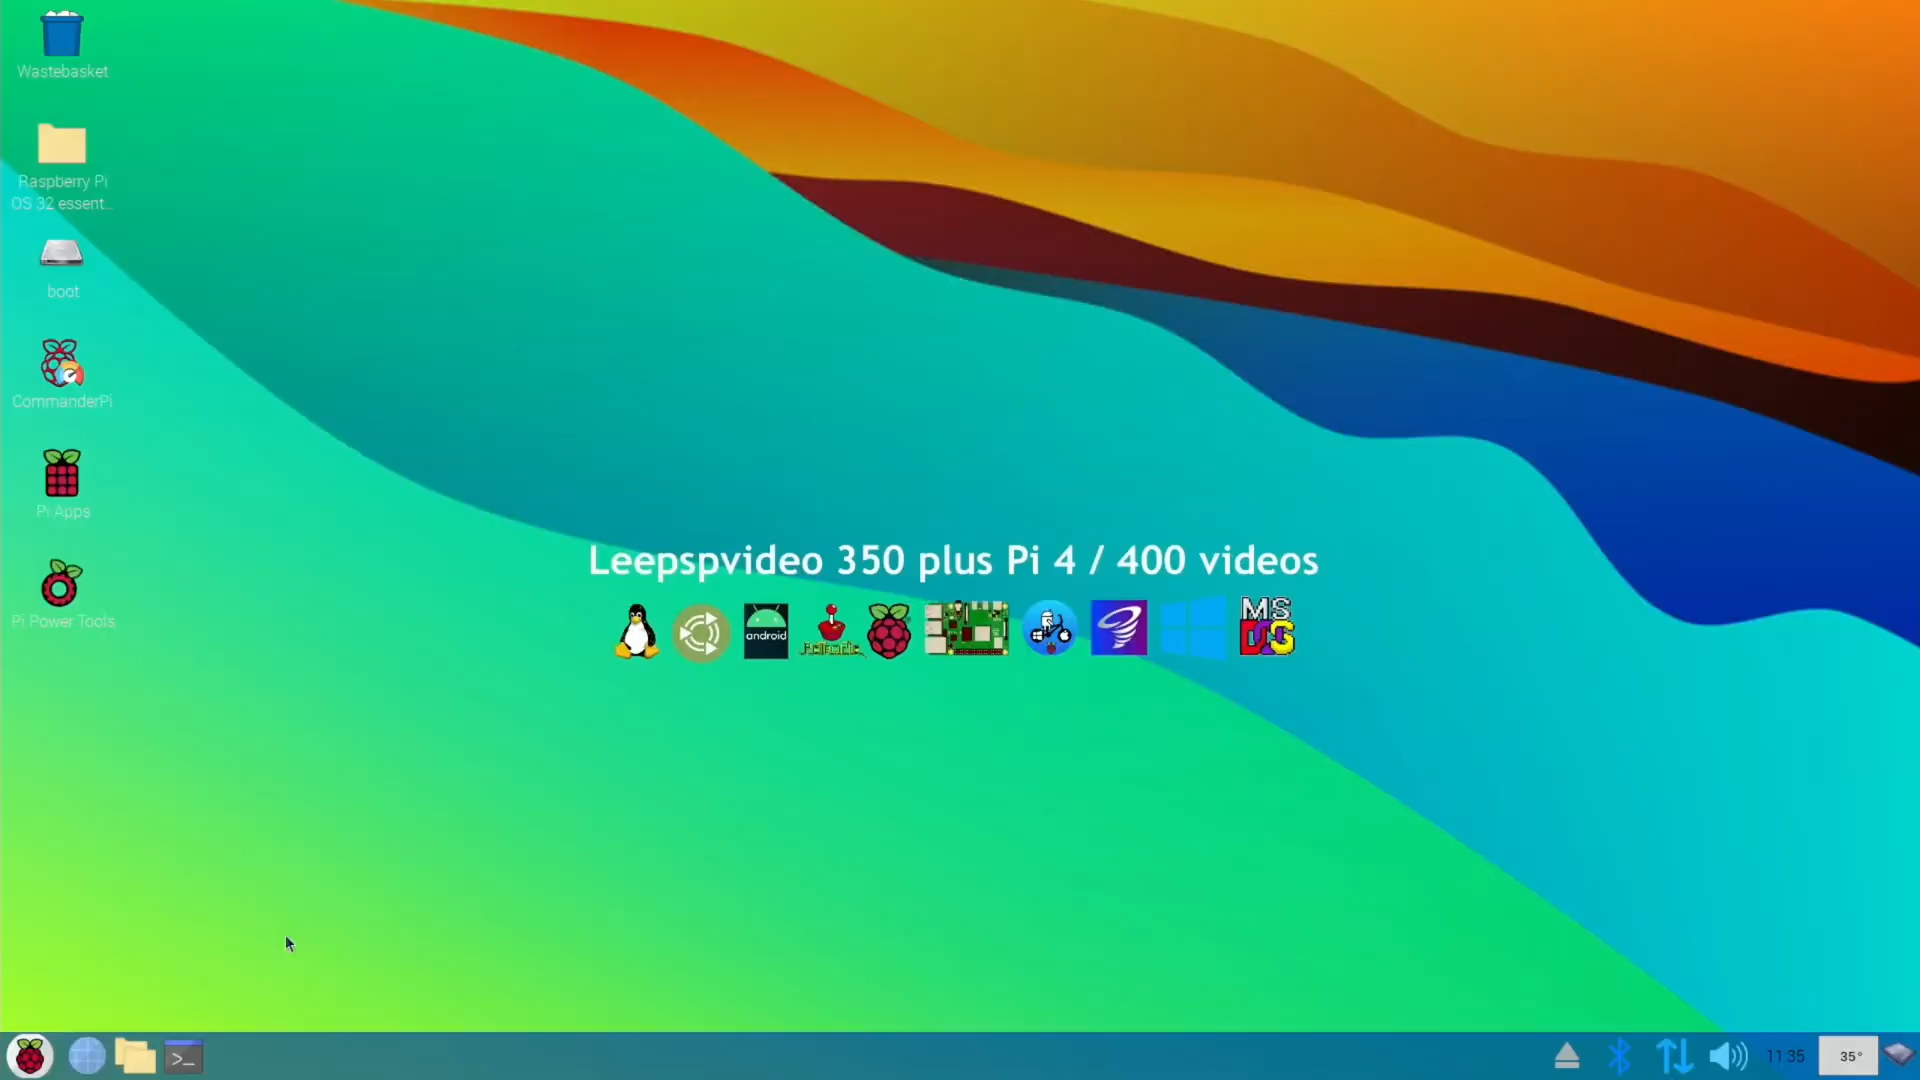 Wastebasket
Raspberry Pi
OS 32 essent...
boot
CommanderPi
Pi Apps
Pi Power Tools
Leepspvideo 350 plus Pi 4 / 400 videos
android
MS
DOS
>_
11:35
35°